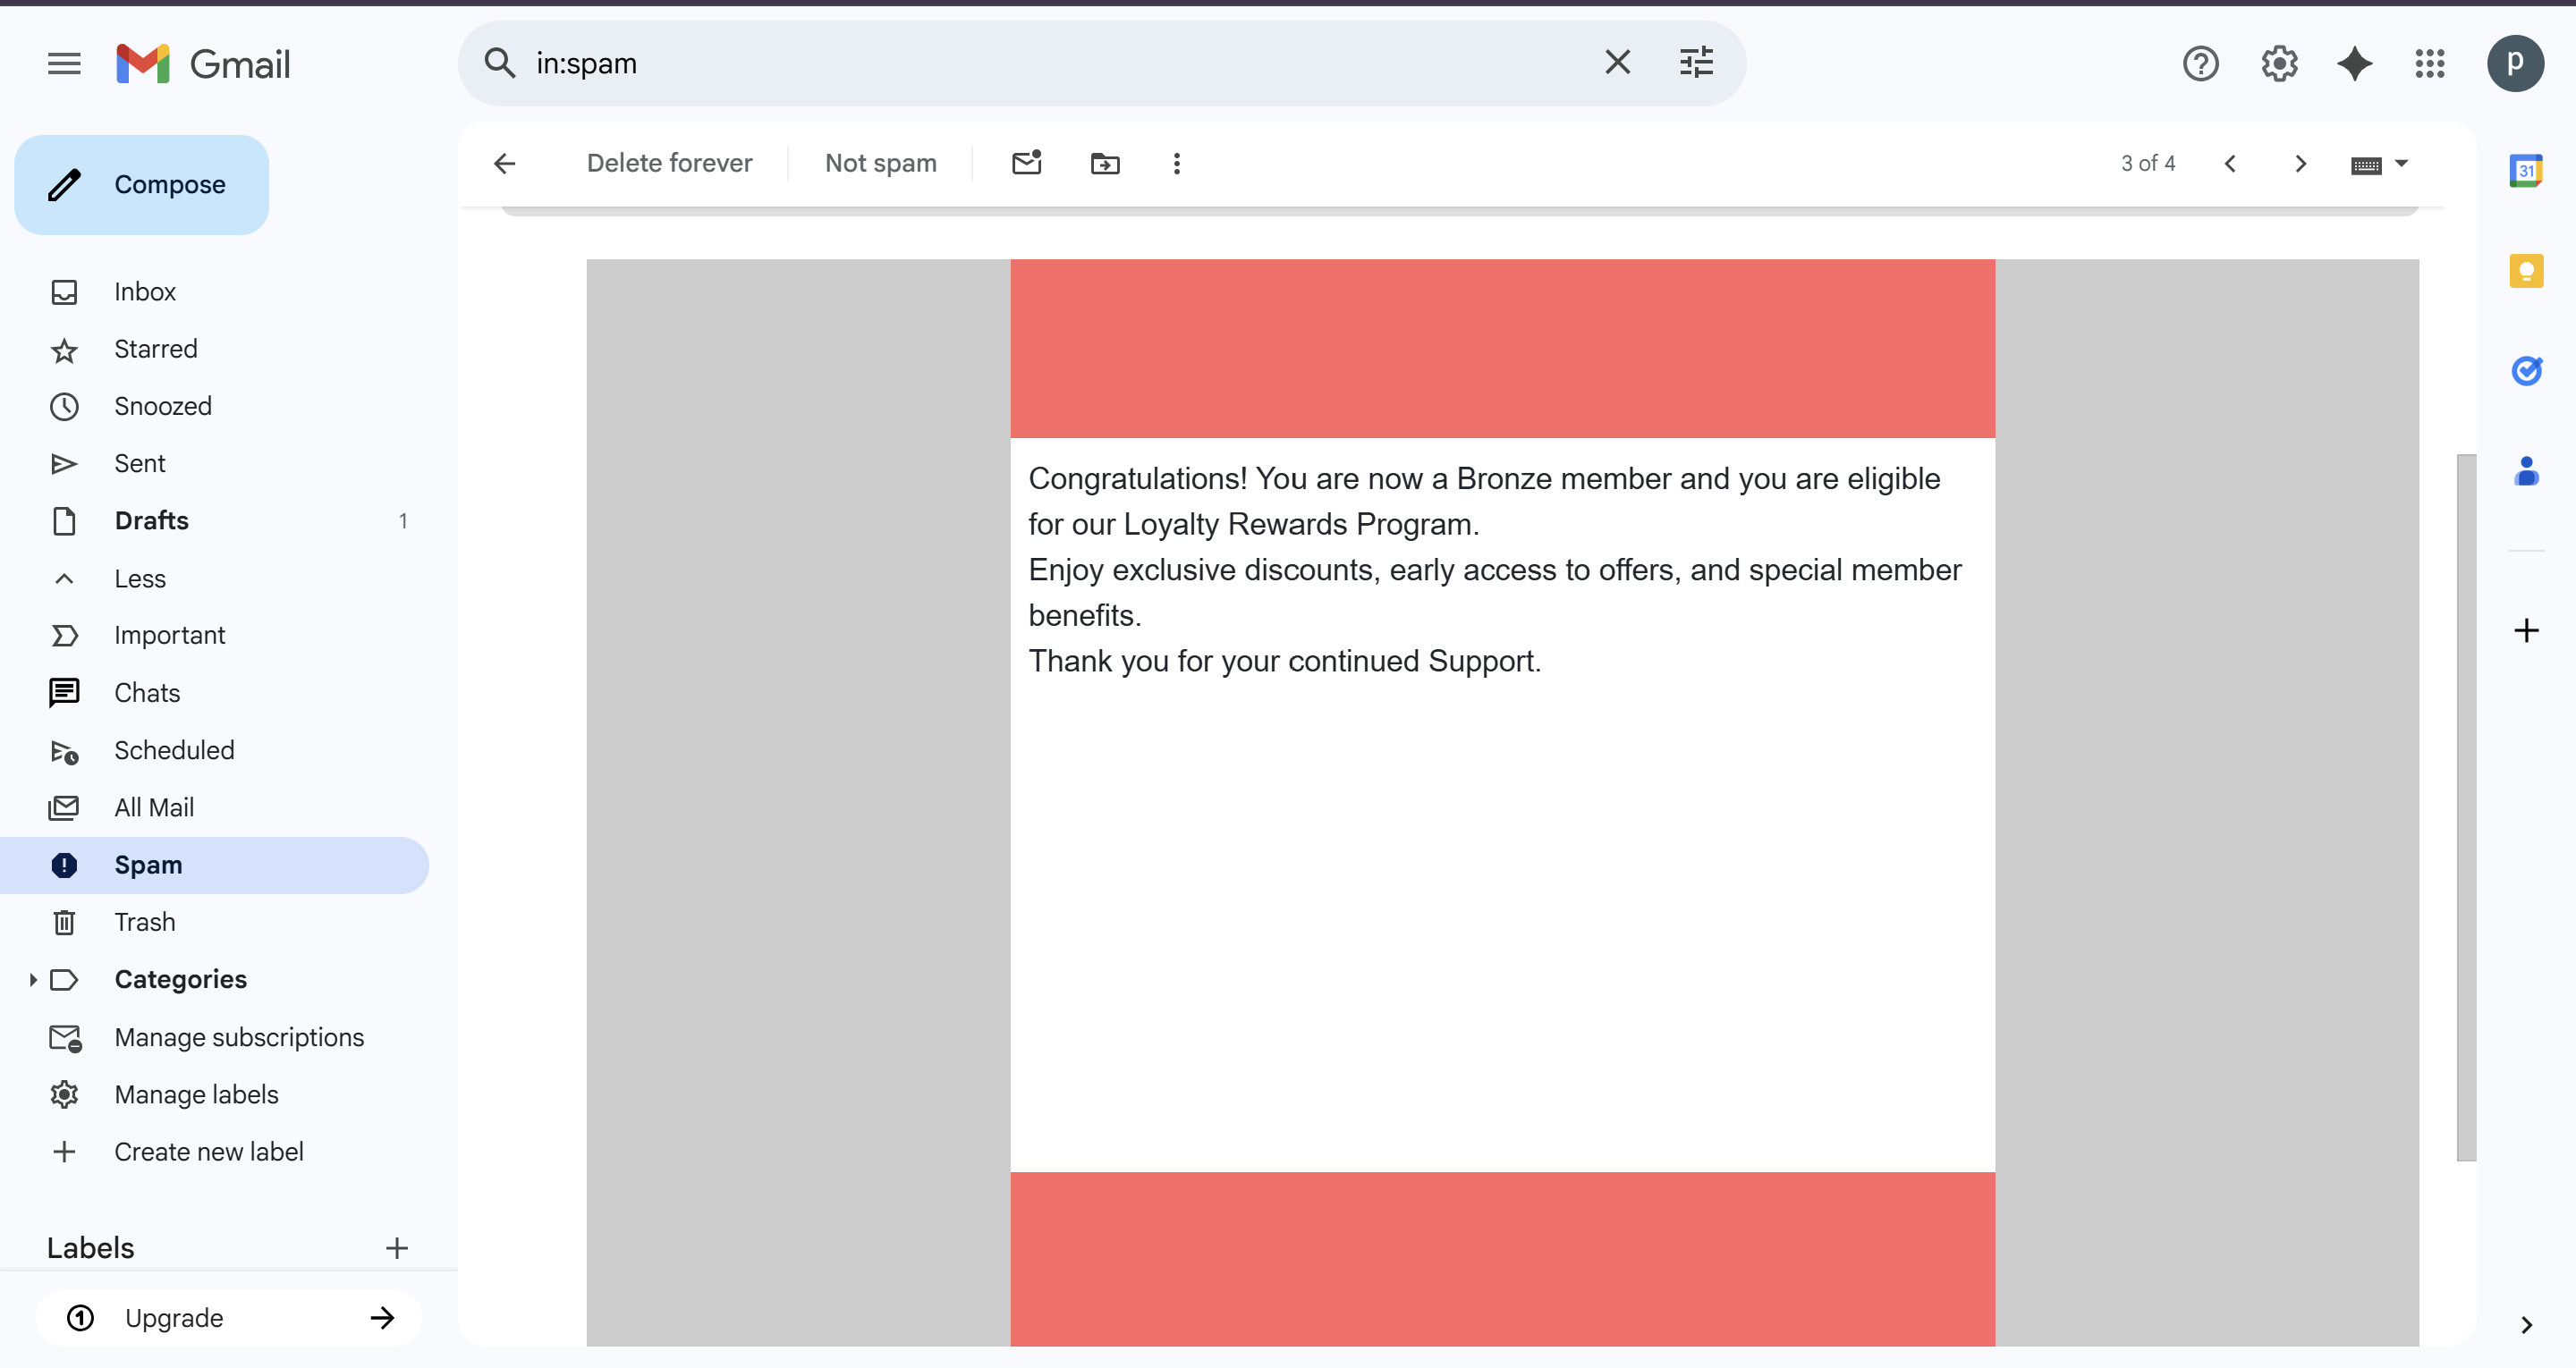 Gmail
in:spam
p
Compose
Delete forever
Not spam
3 of 4
31
Inbox
Starred
Snoozed
Sent
Drafts 1
Less
Important
Chats
Scheduled
All Mail
Spam
Trash
Categories
Manage subscriptions
Manage labels
Create new label
Labels
1 Upgrade
Congratulations! You are now a Bronze member and you are eligible
for our Loyalty Rewards Program.
Enjoy exclusive discounts, early access to offers, and special member
benefits.
Thank you for your continued Support.